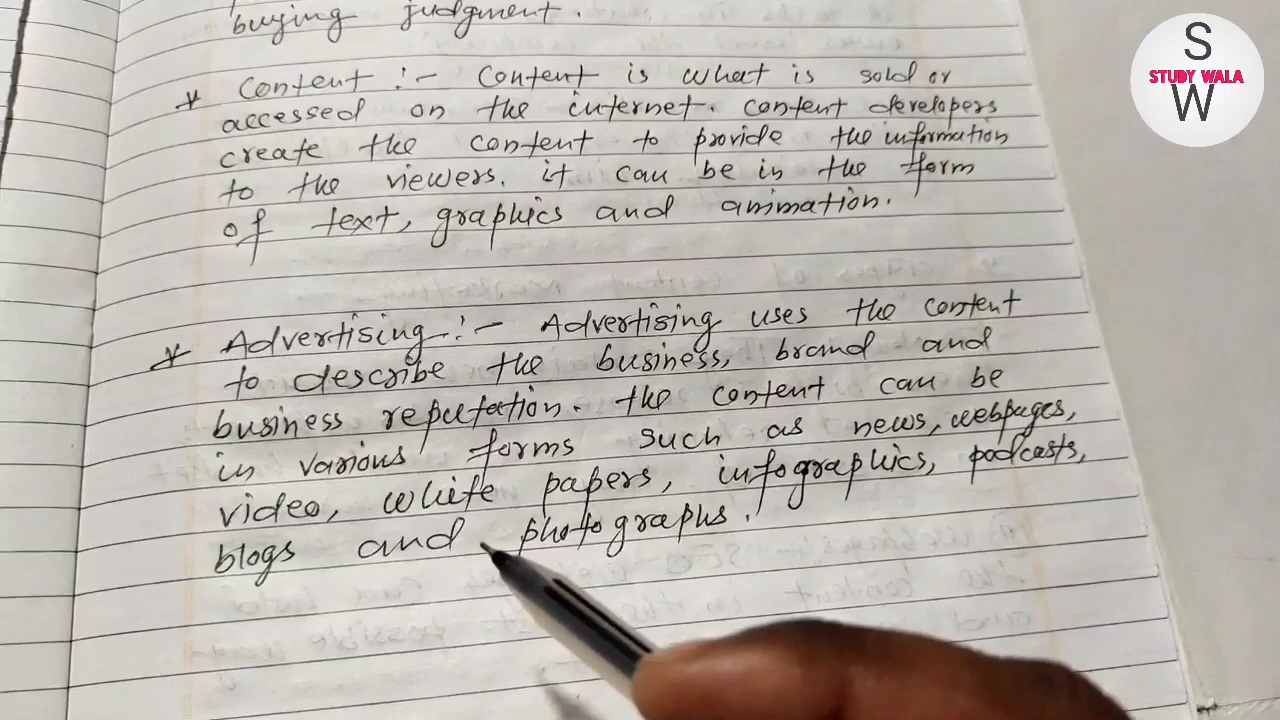 buying judgment.
* Content :- Content is what is sold or
accessed on the internet. Content developers
create the content to provide the information
to the viewers. it can be in the form
of text, graphics and animation.
* Advertising :- Advertising uses the content
to describe the business, brand and
business reputation. the content can be
in various forms such as news, webpages,
video, white papers, infographics, podcasts,
blogs and photographs.
S
STUDY WALA
W